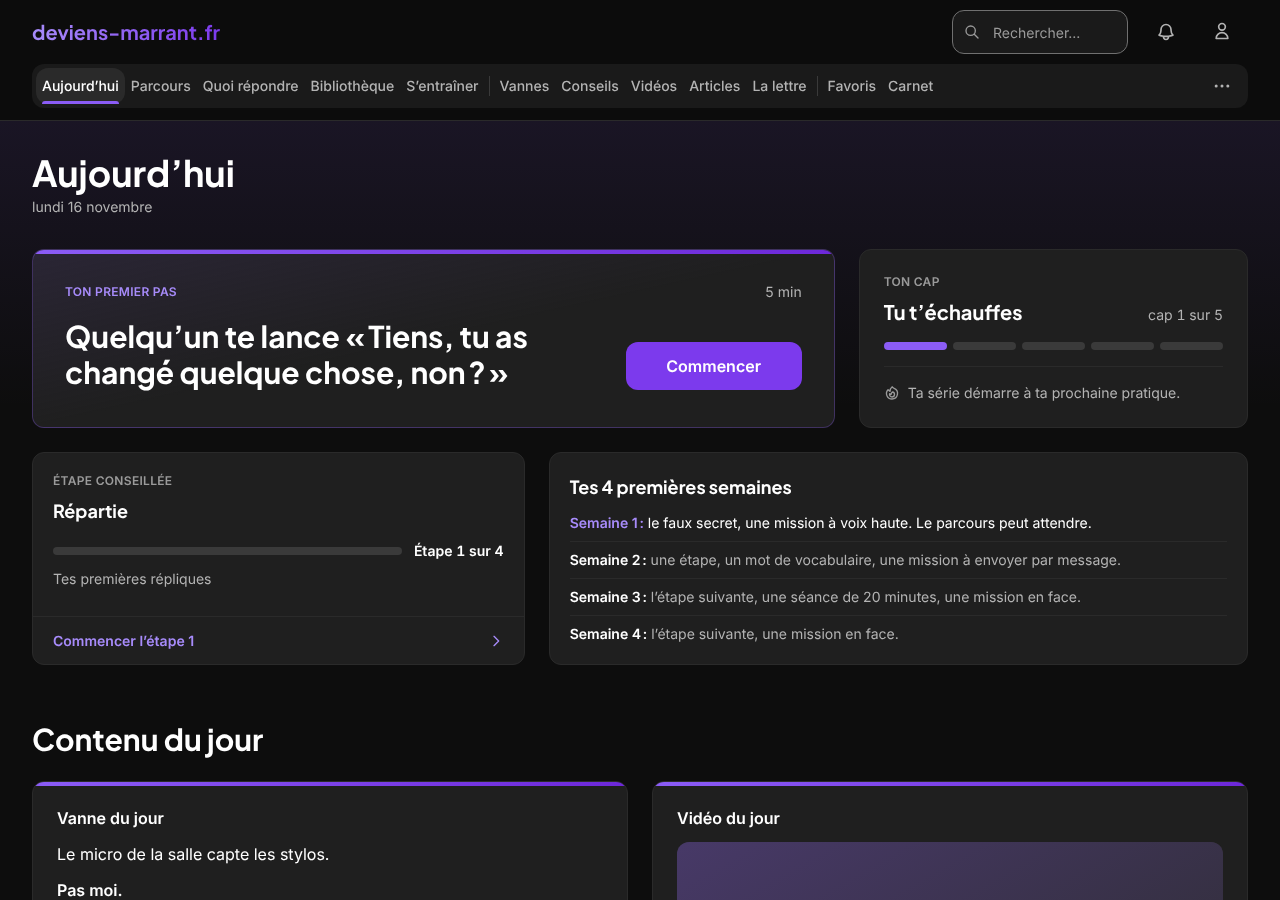 deviens-marrant.fr
Rechercher...
Aujourd’hui Parcours Quoi répondre Bibliothèque S’entraîner Vannes Conseils Vidéos Articles La lettre Favoris Carnet
Aujourd’hui
lundi 16 novembre
TON PREMIER PAS
5 min
Quelqu’un te lance « Tiens, tu as
changé quelque chose, non ? »
Commencer
TON CAP
Tu t’échauffes
cap 1 sur 5
Ta série démarre à ta prochaine pratique.
ÉTAPE CONSEILLÉE
Répartie
Étape 1 sur 4
Tes premières répliques
Commencer l’étape 1
Tes 4 premières semaines
Semaine 1 : le faux secret, une mission à voix haute. Le parcours peut attendre.
Semaine 2 : une étape, un mot de vocabulaire, une mission à envoyer par message.
Semaine 3 : l’étape suivante, une séance de 20 minutes, une mission en face.
Semaine 4 : l’étape suivante, une mission en face.
Contenu du jour
Vanne du jour
Le micro de la salle capte les stylos.
Pas moi.
Vidéo du jour